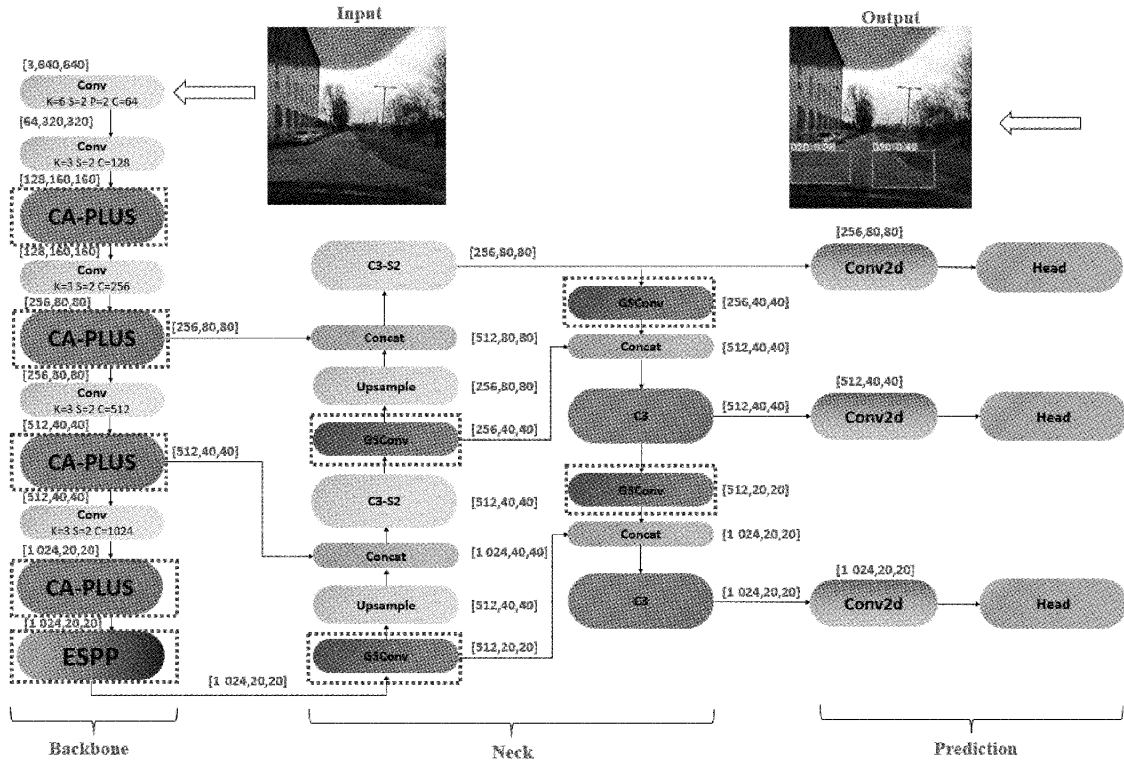 Input
Output
[3,640,640]
Conv
K=6 S=2 P=2 C=64
[64,320,320]
Conv
K=3 S=2 C=128
[128,160,160]
CA-PLUS
[128,160,160]
Conv
K=3 S=2 C=256
[256,80,80]
CA-PLUS
[256,80,80]
[256,80,80]
Conv
K=3 S=2 C=512
[512,40,40]
CA-PLUS
[512,40,40]
[512,40,40]
Conv
K=3 S=2 C=1024
[1 024,20,20]
CA-PLUS
[1 024,20,20]
ESPP
[1 024,20,20]
C3-S2
[256,80,80]
Concat
[512,80,80]
Upsample
[256,80,80]
GSConv
[256,40,40]
C3-S2
[512,40,40]
Concat
[1 024,40,40]
Upsample
[512,40,40]
GSConv
[512,20,20]
GSConv
[256,40,40]
Concat
[512,40,40]
C3
[512,40,40]
GSConv
[512,20,20]
Concat
[1 024,20,20]
C3
[1 024,20,20]
[256,80,80]
Conv2d
Head
[512,40,40]
Conv2d
Head
[1 024,20,20]
Conv2d
Head
Backbone
Neck
Prediction